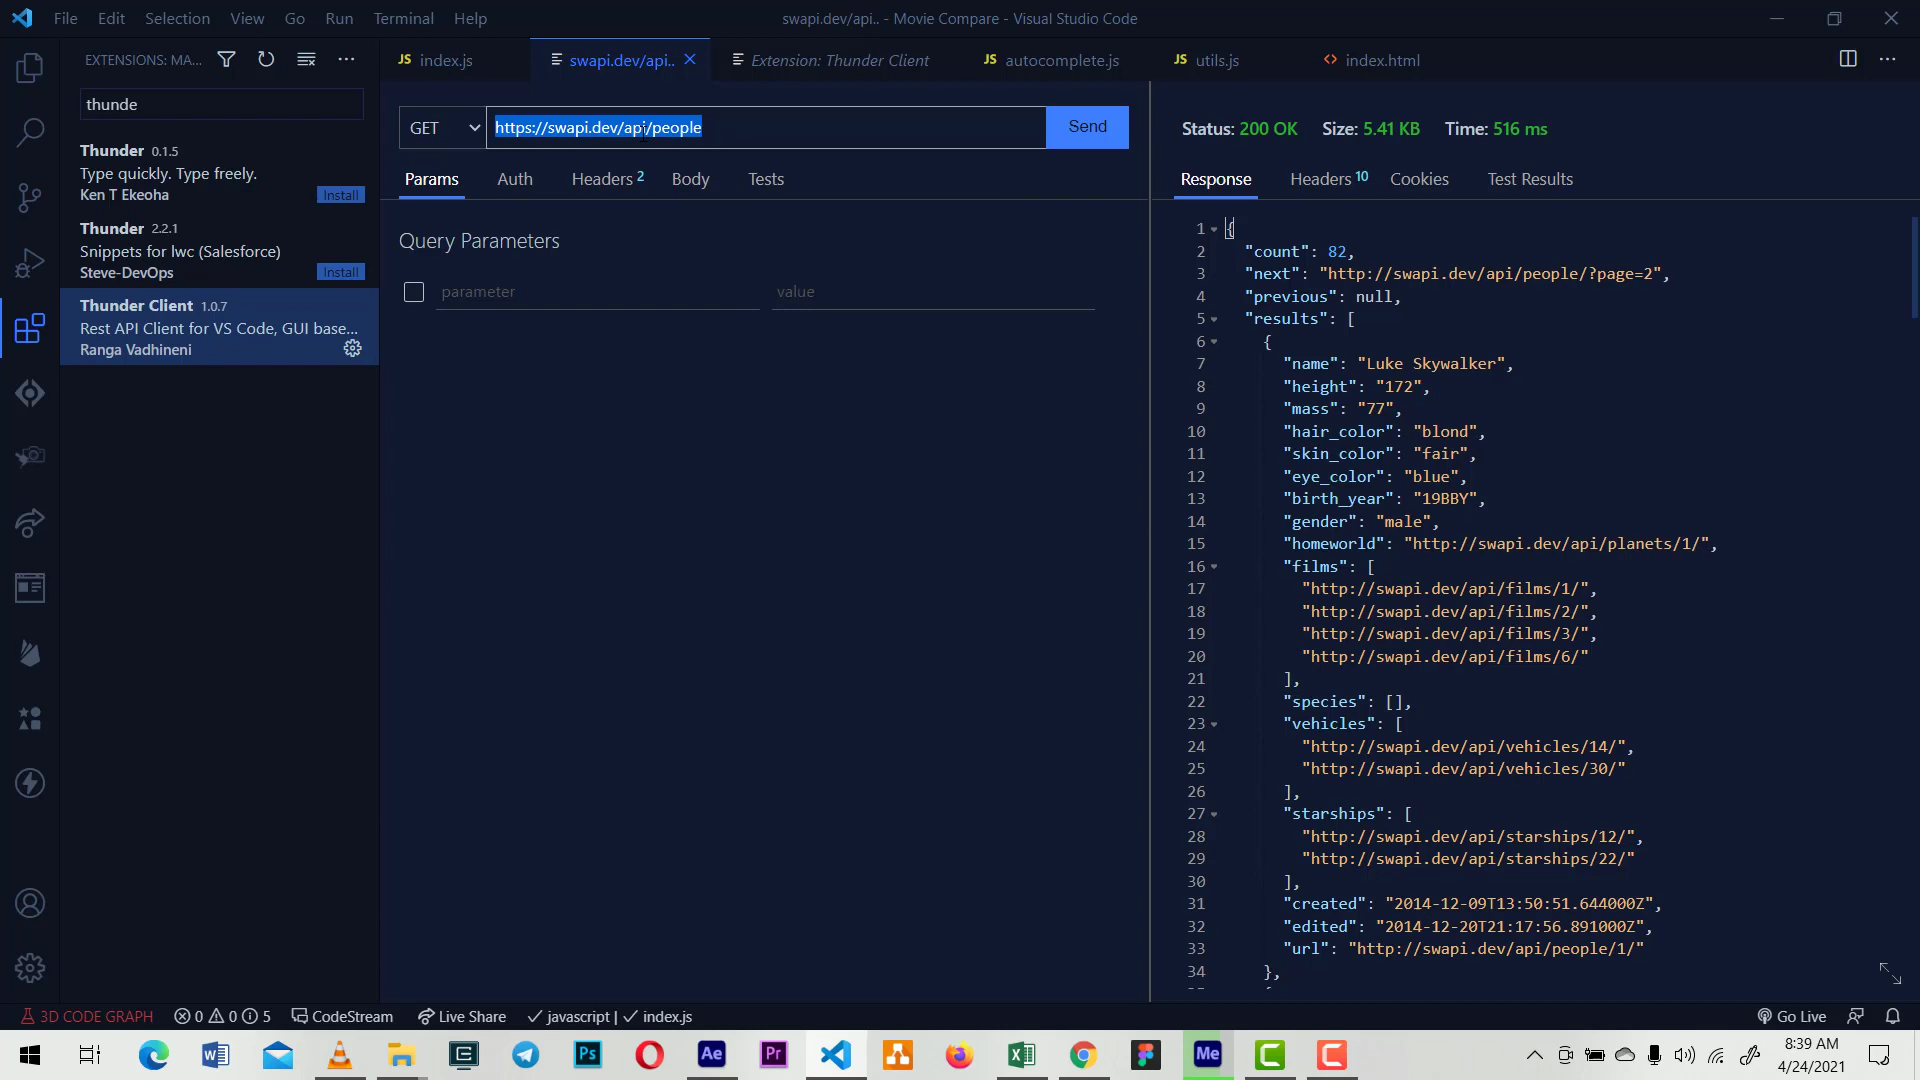 File Edit Selection View Go Run Terminal Help
swapi.dev/api.. - Movie Compare - Visual Studio Code
EXTENSIONS: MA...
thunde
Thunder 0.1.5
Type quickly. Type freely.
Ken T Ekeoha
Install
Thunder 2.2.1
Snippets for lwc (Salesforce)
Steve-DevOps
Install
Thunder Client 1.0.7
Rest API Client for VS Code, GUI base...
Ranga Vadhineni
JS index.js
swapi.dev/api..
Extension: Thunder Client
JS autocomplete.js
JS utils.js
<> index.html
GET
https://swapi.dev/api/people
Send
Params Auth Headers 2 Body Tests
Query Parameters
parameter value
Status: 200 OK Size: 5.41 KB Time: 516 ms
Response Headers 10 Cookies Test Results
1 {
2 "count": 82,
3 "next": "http://swapi.dev/api/people/?page=2",
4 "previous": null,
5 "results": [
6 {
7 "name": "Luke Skywalker",
8 "height": "172",
9 "mass": "77",
10 "hair_color": "blond",
11 "skin_color": "fair",
12 "eye_color": "blue",
13 "birth_year": "19BBY",
14 "gender": "male",
15 "homeworld": "http://swapi.dev/api/planets/1/",
16 "films": [
17 "http://swapi.dev/api/films/1/",
18 "http://swapi.dev/api/films/2/",
19 "http://swapi.dev/api/films/3/",
20 "http://swapi.dev/api/films/6/"
21 ],
22 "species": [],
23 "vehicles": [
24 "http://swapi.dev/api/vehicles/14/",
25 "http://swapi.dev/api/vehicles/30/"
26 ],
27 "starships": [
28 "http://swapi.dev/api/starships/12/",
29 "http://swapi.dev/api/starships/22/"
30 ],
31 "created": "2014-12-09T13:50:51.644000Z",
32 "edited": "2014-12-20T21:17:56.891000Z",
33 "url": "http://swapi.dev/api/people/1/"
34 },
3D CODE GRAPH 0 0 5 CodeStream Live Share javascript | index.js Go Live
W Ps Ae Pr Me
8:39 AM
4/24/2021